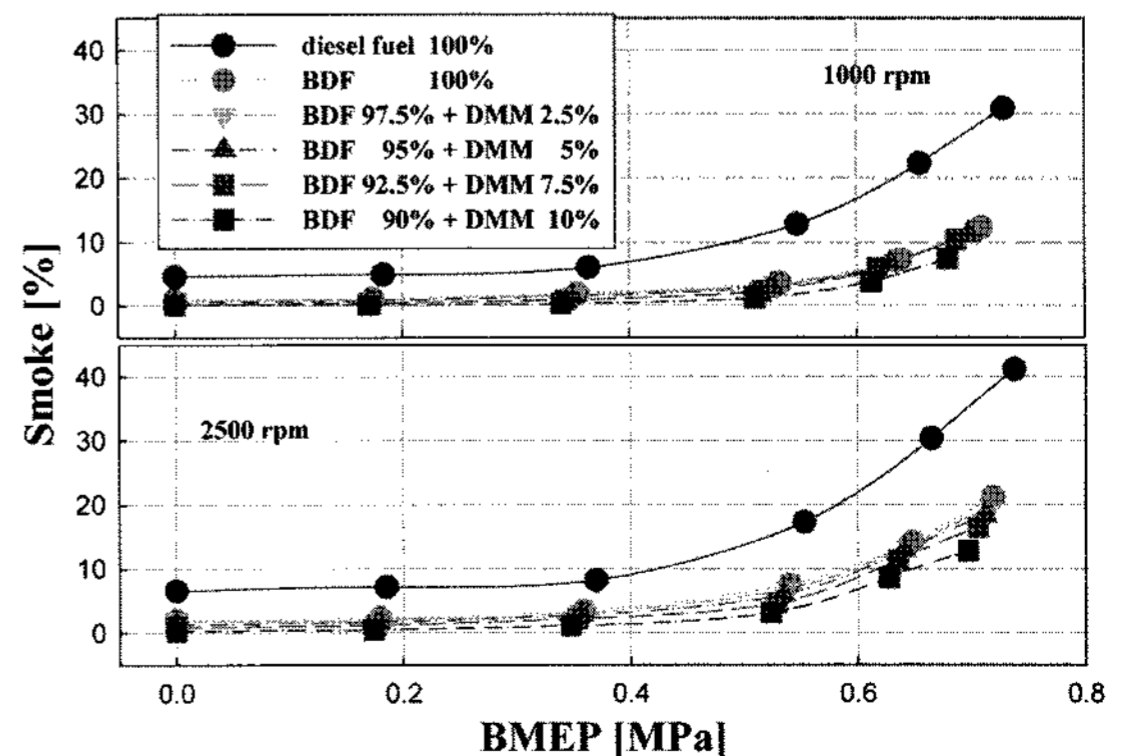 40
30
20
10
0
diesel fuel 100%
BDF 100%
BDF 97.5% + DMM 2.5%
BDF 95% + DMM 5%
BDF 92.5% + DMM 7.5%
BDF 90% + DMM 10%
1000 rpm
Smoke [%]
40
30
20
10
0
2500 rpm
0.0 0.2 0.4 0.6 0.8
BMEP [MPa]